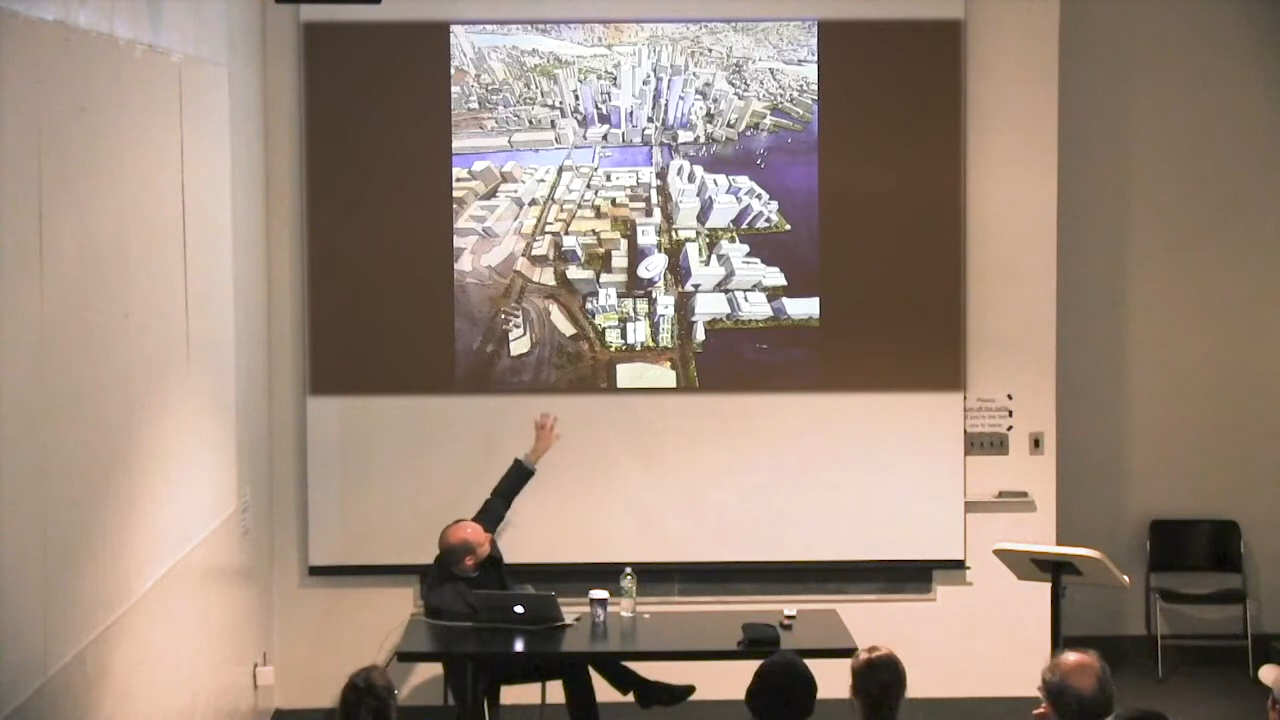 Please
turn off the lights
if you're the last
one to leave